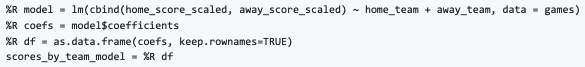 %R model = lm(cbind(home_score_scaled, away_score_scaled) ~ home_team + away_team, data = games)
%R coefs = model$coefficients
%R df = as.data.frame(coefs, keep.rownames=TRUE)
scores_by_team_model = %R df